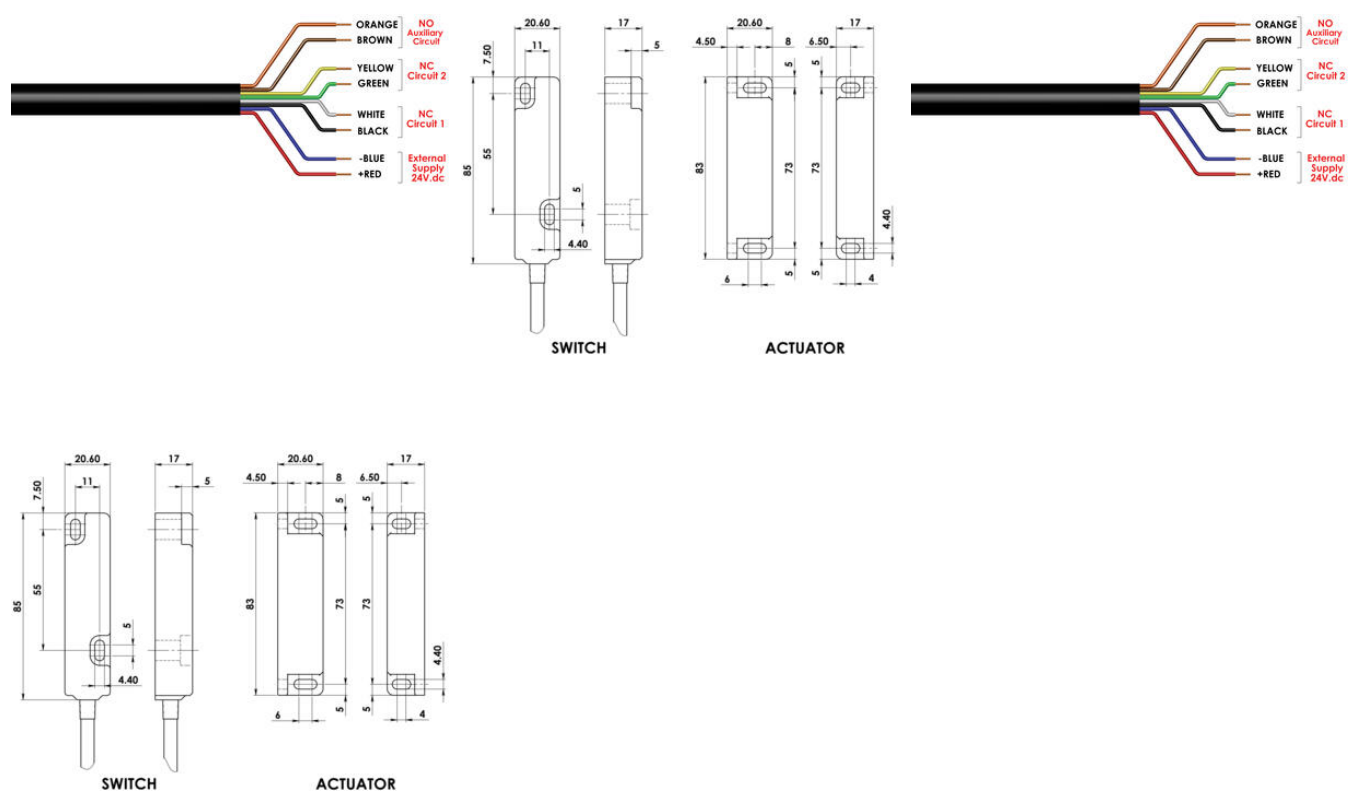 ORANGE
BROWN
NO
Auxiliary
Circuit
YELLOW
GREEN
NC
Circuit 2
WHITE
BLACK
NC
Circuit 1
-BLUE
+RED
External
Supply
24V.dc
20.60
11
7.50
55
85
5
4.40
17
5
SWITCH
20.60
4.50
8
5
83
73
6
5
17
6.50
5
73
4.40
5
4
ACTUATOR
ORANGE
BROWN
NO
Auxiliary
Circuit
YELLOW
GREEN
NC
Circuit 2
WHITE
BLACK
NC
Circuit 1
-BLUE
+RED
External
Supply
24V.dc
20.60
11
7.50
55
85
5
4.40
17
5
SWITCH
20.60
4.50
8
5
83
73
6
5
17
6.50
5
73
4.40
5
4
ACTUATOR